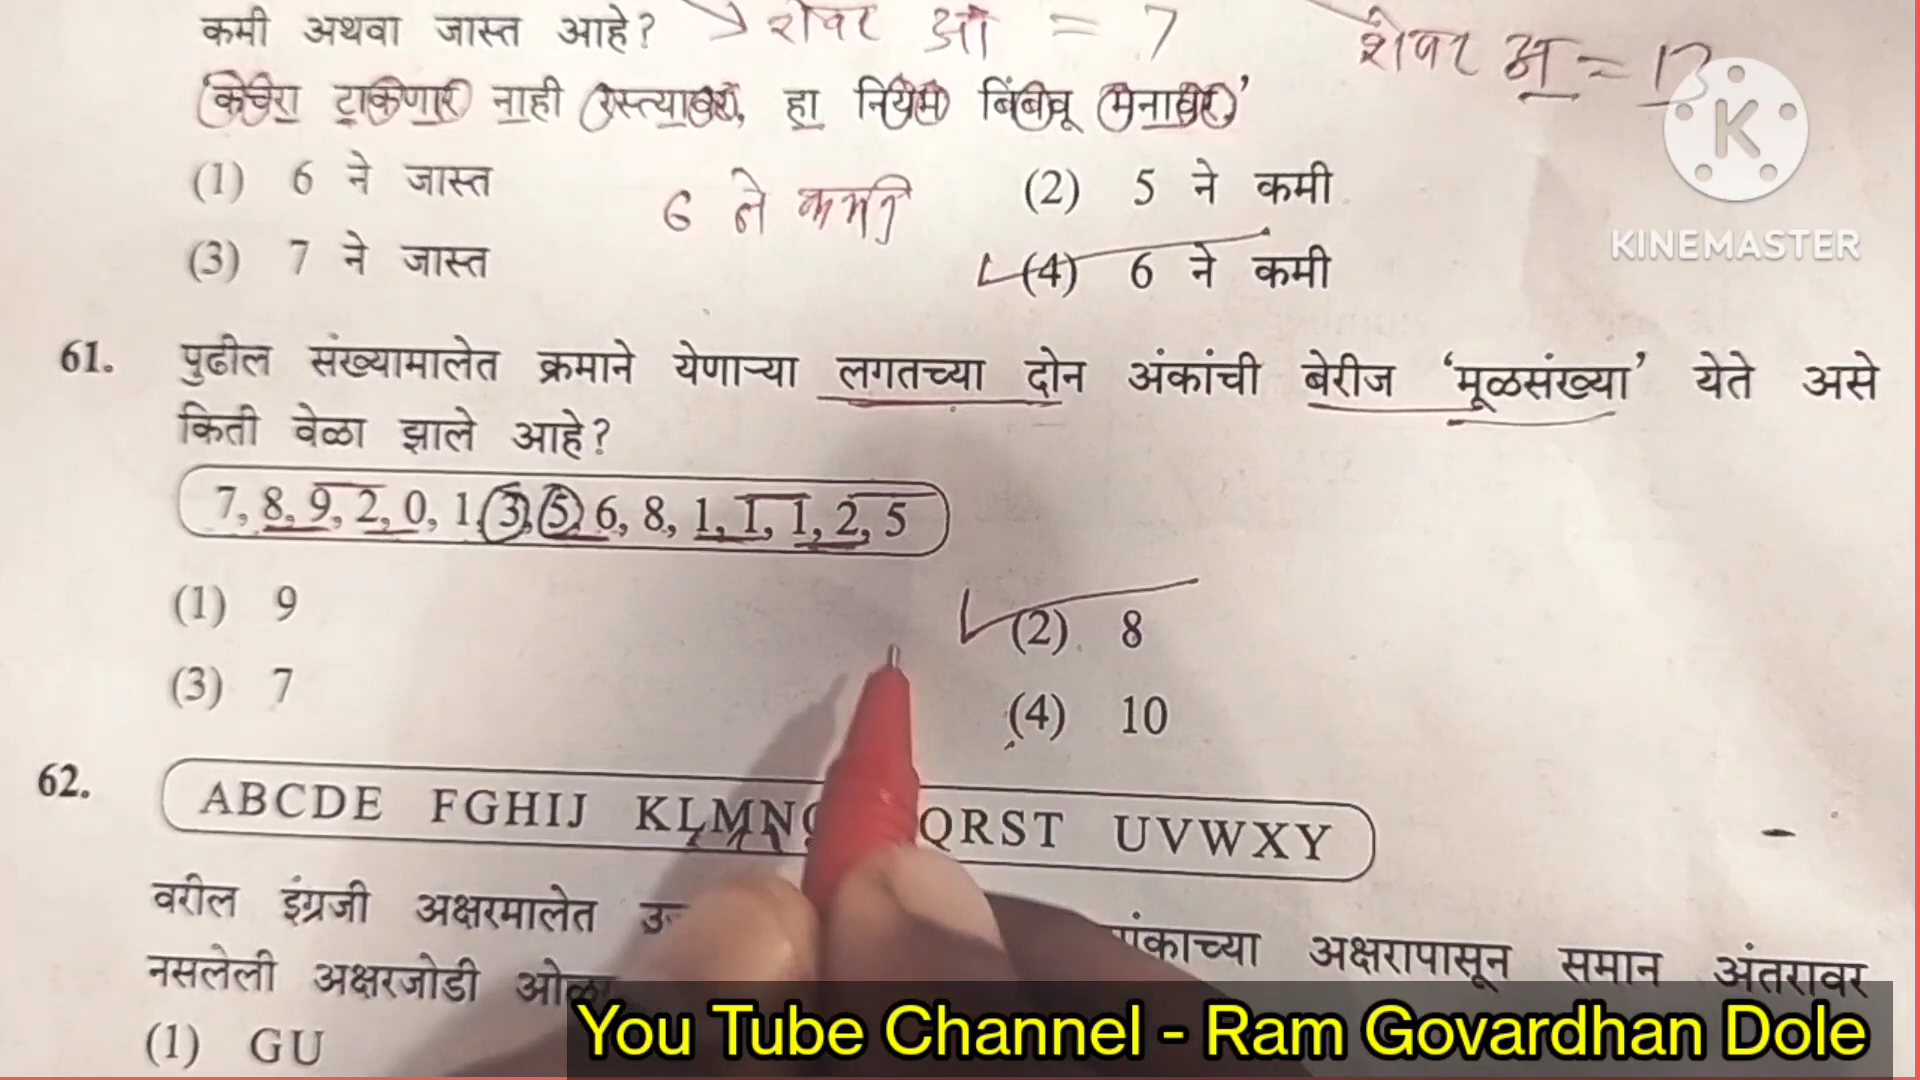 कमी अथवा जास्त आहे? शेवट ओ = 7 शेवट अ = 13
'कचेरा टाकणार नाही रस्त्यावर, हा नियम बिंबवू मनावर'
(1) 6 ने जास्त 6 ने कमी (2) 5 ने कमी
(3) 7 ने जास्त (4) 6 ने कमी
K
KINEMASTER
61. पुढील संख्यामालेत क्रमाने येणाऱ्या लगतच्या दोन अंकांची बेरीज 'मूळसंख्या' येते असे
किती वेळा झाले आहे?
7, 8, 9, 2, 0, 1, 3, 5, 6, 8, 1, 1, 1, 2, 5
(1) 9 (2) 8
(3) 7 (4) 10
62. ABCDE FGHIJ KLMN QRST UVWXY
वरील इंग्रजी अक्षरमालेत अक्षरापासून समान अंतरावर
नसलेली अक्षरजोडी
(1) GU
You Tube Channel - Ram Govardhan Dole